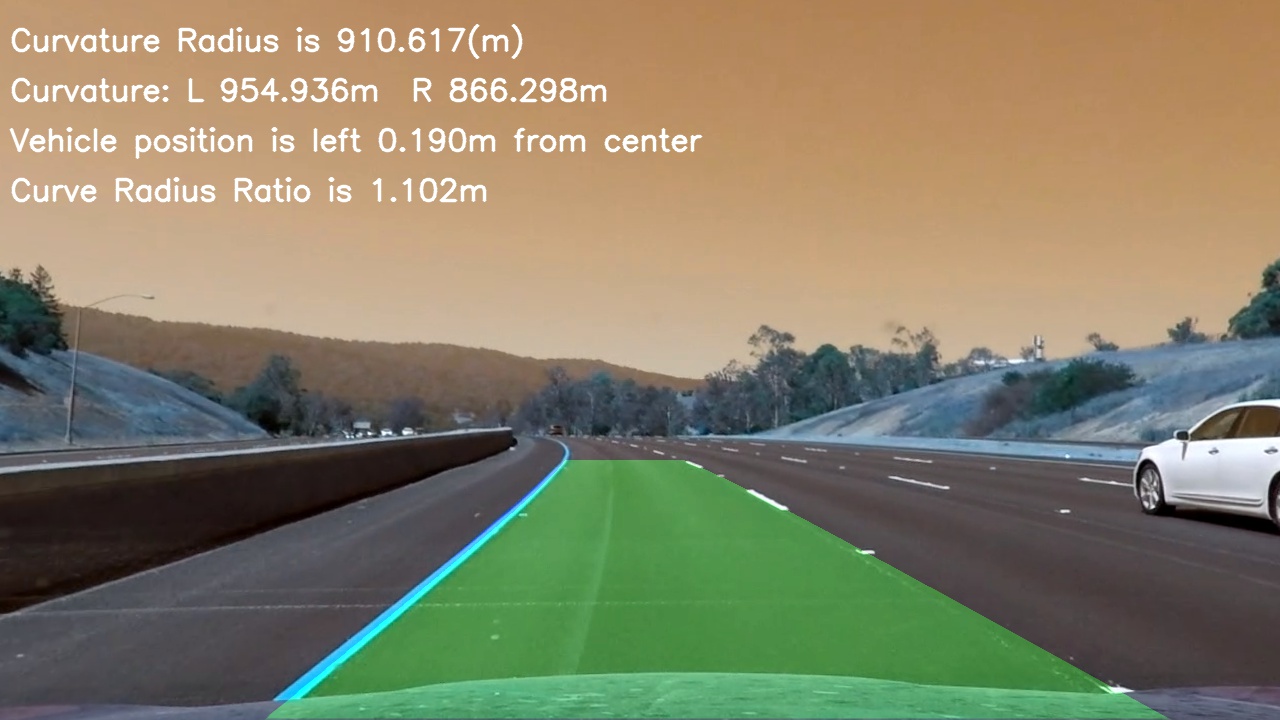 Curvature Radius is 910.617(m)
Curvature: L 954.936m R 866.298m
Vehicle position is left 0.190m from center
Curve Radius Ratio is 1.102m